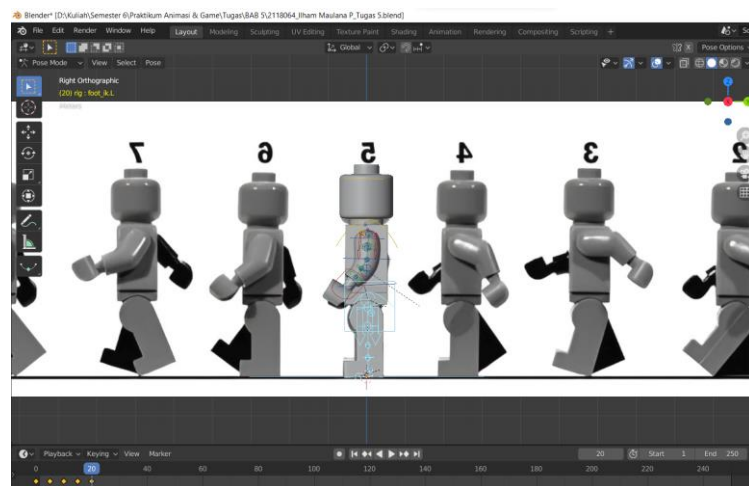 Blender* [D:\Kuliah\Semester 6\Praktikum Animasi & Game\Tugas\BAB 5\2118064_Ilham Maulana P_Tugas 5.blend]
File Edit Render Window Help Layout Modeling Sculpting UV Editing Texture Paint Shading Animation Rendering Compositing Scripting + Sc
Global Pose Options
Pose Mode View Select Pose
Right Orthographic
(20) rig : foot_ik.L
Meters
7 6 5 4 3 2
Playback Keying View Marker 20 Start 1 End 250
0 20 40 60 80 100 120 140 160 180 200 220 240